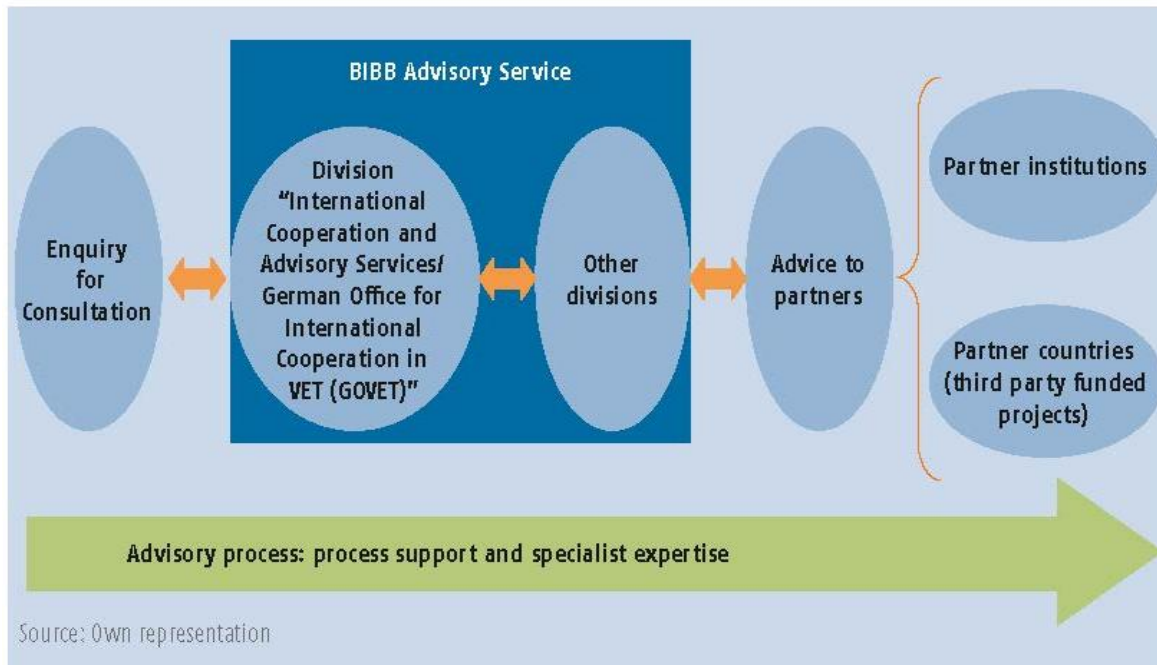 BIBB Advisory Service
Enquiry
for
Consultation
Division
“International
Cooperation and
Advisory Services/
German Office for
International
Cooperation in
VET (GOVET)”
Other
divisions
Advice to
partners
Partner institutions
Partner countries
(third party funded
projects)
Advisory process: process support and specialist expertise
Source: Own representation